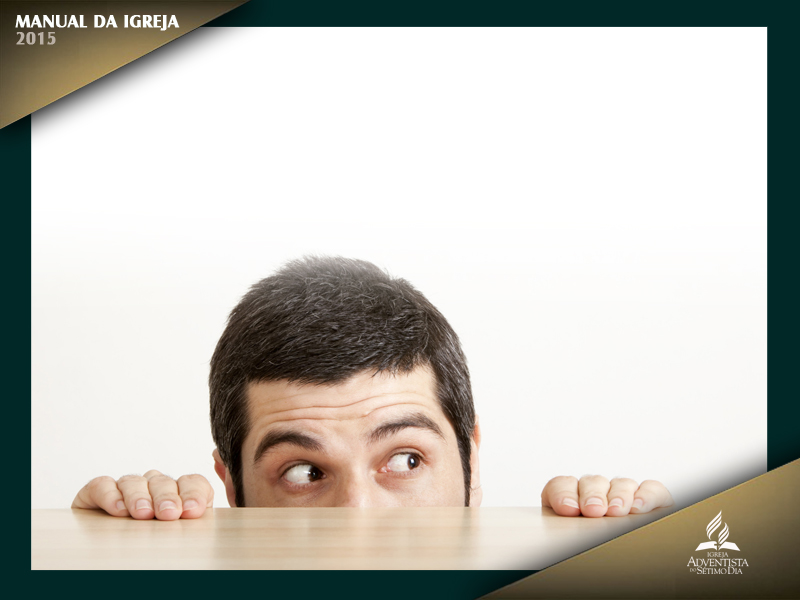 MANUAL DA IGREJA
2015
IGREJA
ADVENTISTA
DO SÉTIMO DIA